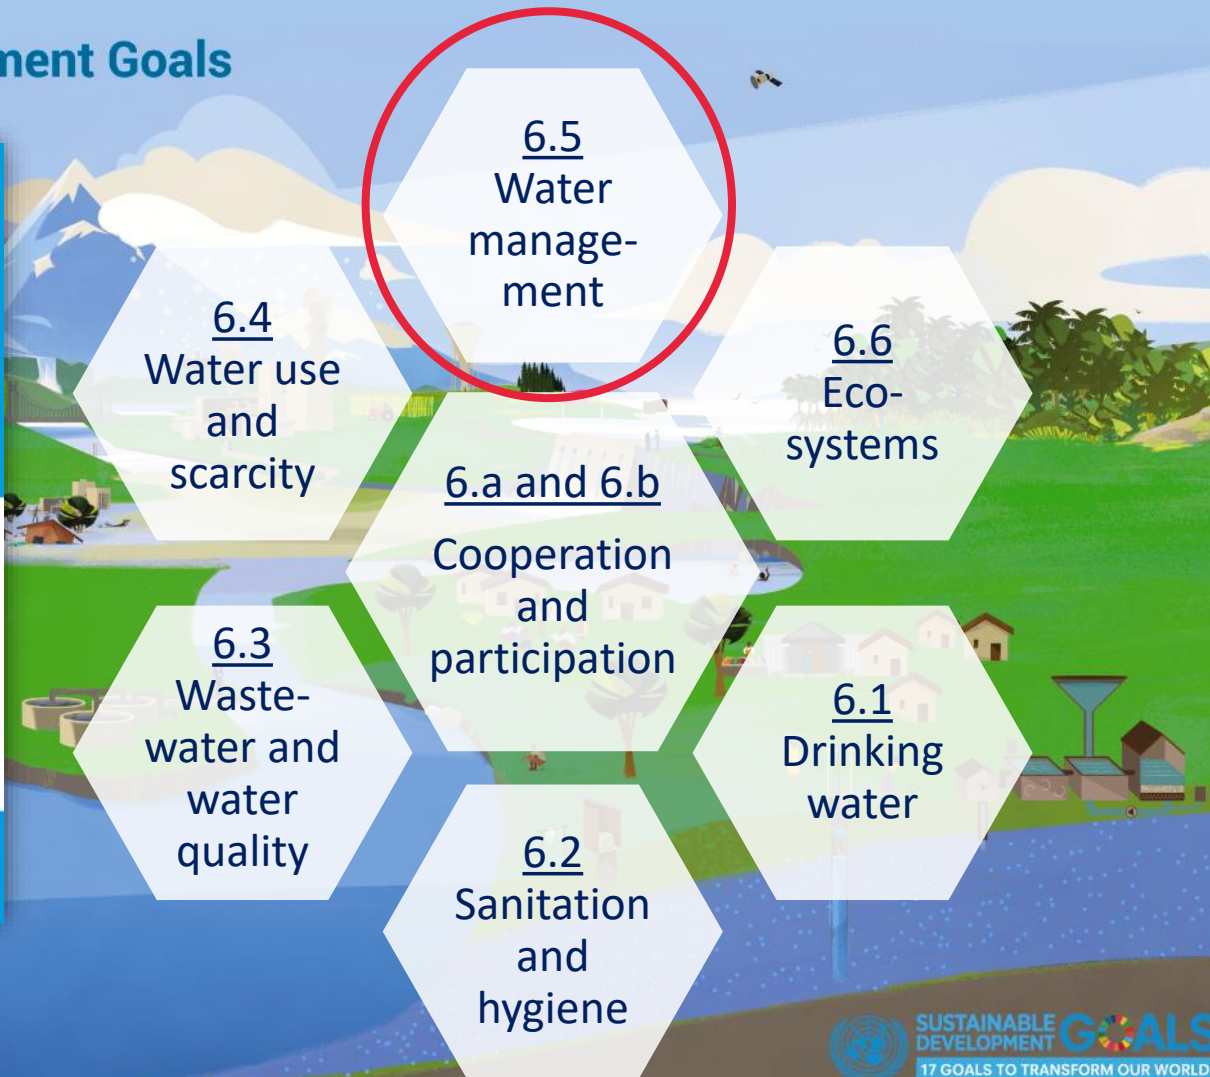 ment Goals
6.5
Water
manage-
ment
6.4
Water use
and
scarcity
6.6
Eco-
systems
6.a and 6.b
Cooperation
and
participation
6.3
Waste-
water and
water
quality
6.1
Drinking
water
6.2
Sanitation
and
hygiene
SUSTAINABLE
DEVELOPMENT GOALS
17 GOALS TO TRANSFORM OUR WORLD